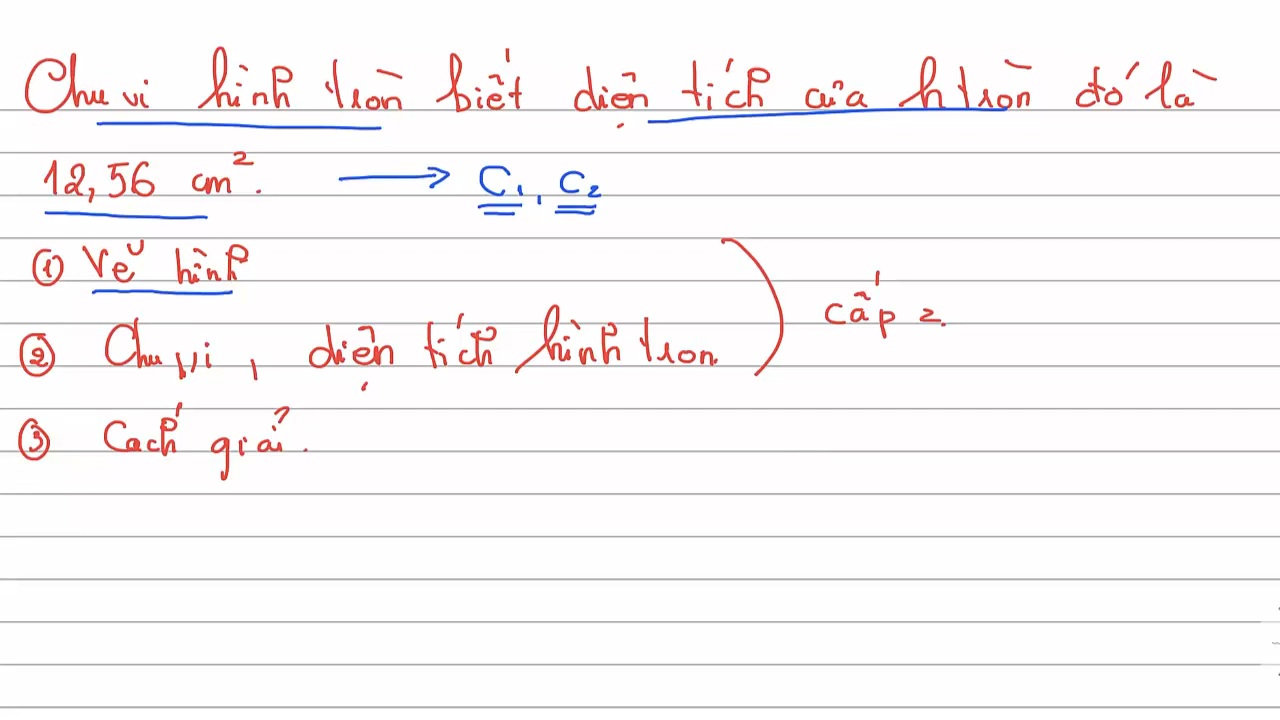 Chu vi hình tròn biết diện tích của h tròn đó là
12,56 cm². → C₁, C₂
① Vẽ hình
② Chu vi, diện tích hình tron. cấp 2.
③ Cách giải.